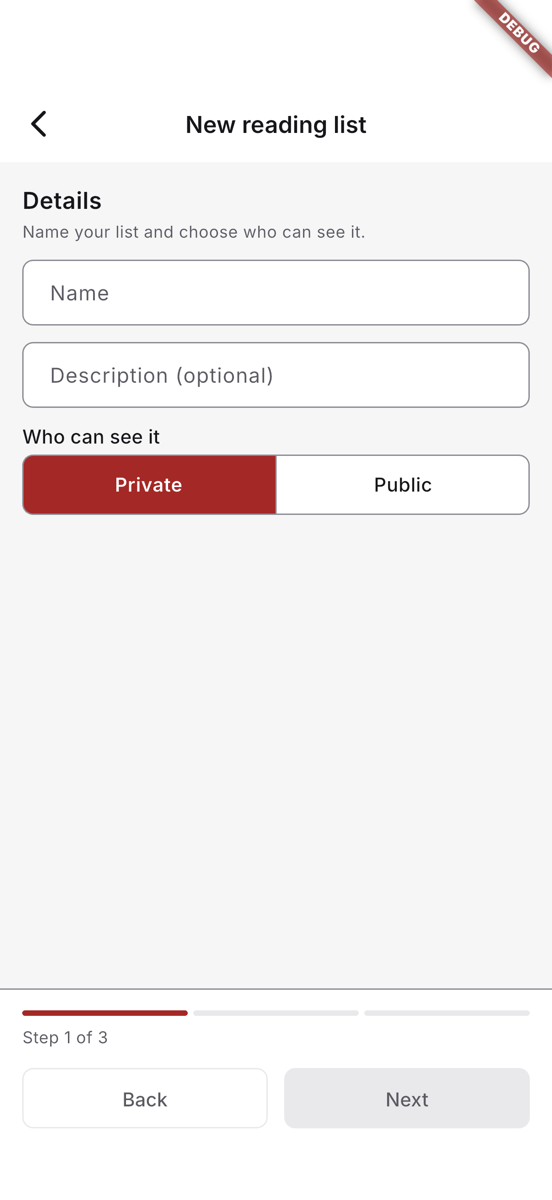 DEBUG
New reading list
Details
Name your list and choose who can see it.
Name
Description (optional)
Who can see it
Private
Public
Step 1 of 3
Back
Next